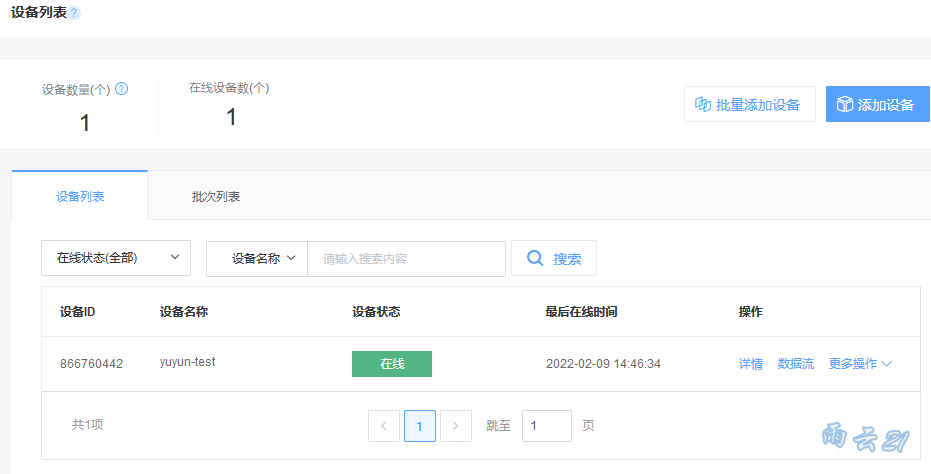 设备列表?
设备数量(个) ?
在线设备数(个)
1
1
批量添加设备
添加设备
设备列表
批次列表
在线状态(全部)
设备名称
请输入搜索内容
搜索
设备ID 设备名称 设备状态 最后在线时间 操作
866760442 yuyun-test 在线 2022-02-09 14:46:34 详情 数据流 更多操作
共1项 < 1 > 跳至 1 页
雨云21